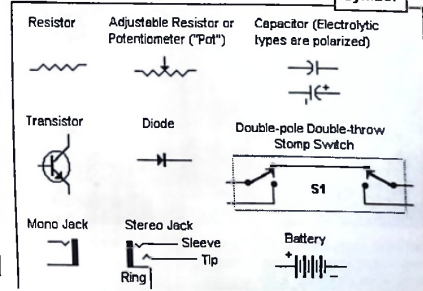 Symbol
Resistor
Adjustable Resistor or
Potentiometer ("Pot")
Capacitor (Electrolytic
types are polarized)
+
Transistor
Diode
Double-pole Double-throw
Stomp Switch
S1
Mono Jack
Stereo Jack
Sleeve
Tip
Ring
Battery
+
-